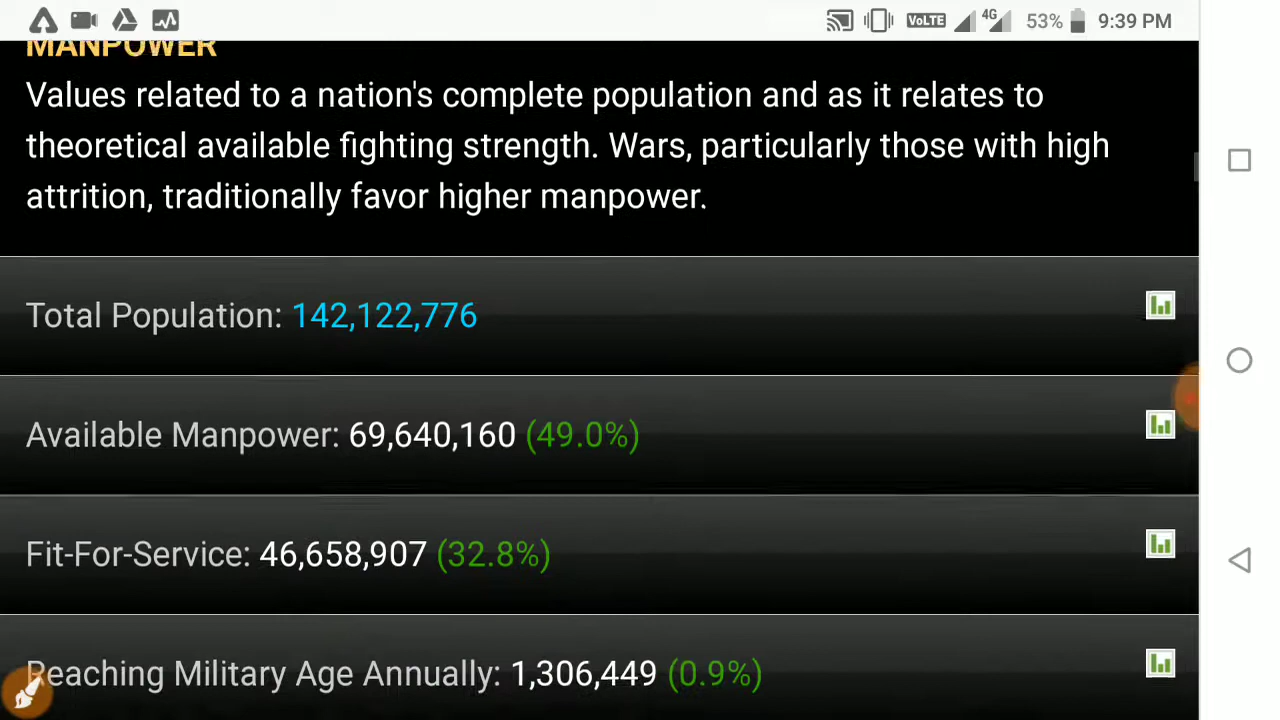 VoLTE 4G 53% 9:39 PM
MANPOWER
Values related to a nation's complete population and as it relates to
theoretical available fighting strength. Wars, particularly those with high
attrition, traditionally favor higher manpower.
Total Population: 142,122,776
Available Manpower: 69,640,160 (49.0%)
Fit-For-Service: 46,658,907 (32.8%)
Reaching Military Age Annually: 1,306,449 (0.9%)